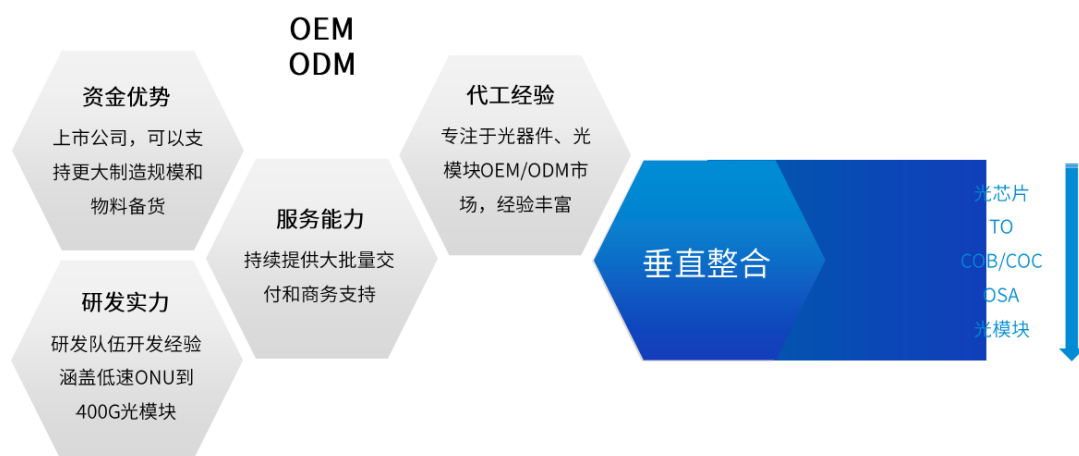 OEM
ODM
资金优势
上市公司，可以支
持更大制造规模和
物料备货
研发实力
研发队伍开发经验
涵盖低速ONU到
400G光模块
服务能力
持续提供大批量交
付和商务支持
代工经验
专注于光器件、光
模块OEM/ODM市
场，经验丰富
垂直整合
光芯片
TO
COB/COC
OSA
光模块